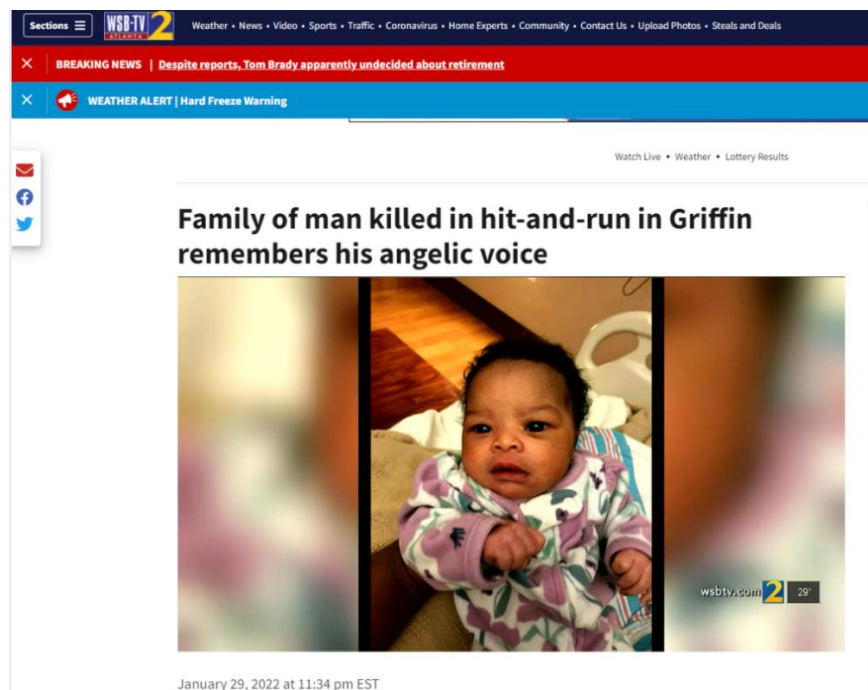 Sections
WSB-TV 2
ATLANTA
Weather • News • Video • Sports • Traffic • Coronavirus • Home Experts • Community • Contact Us • Upload Photos • Steals and Deals
BREAKING NEWS | Despite reports, Tom Brady apparently undecided about retirement
WEATHER ALERT | Hard Freeze Warning
Watch Live • Weather • Lottery Results
Family of man killed in hit-and-run in Griffin
remembers his angelic voice
wsbtv.com 2 29°
January 29, 2022 at 11:34 pm EST